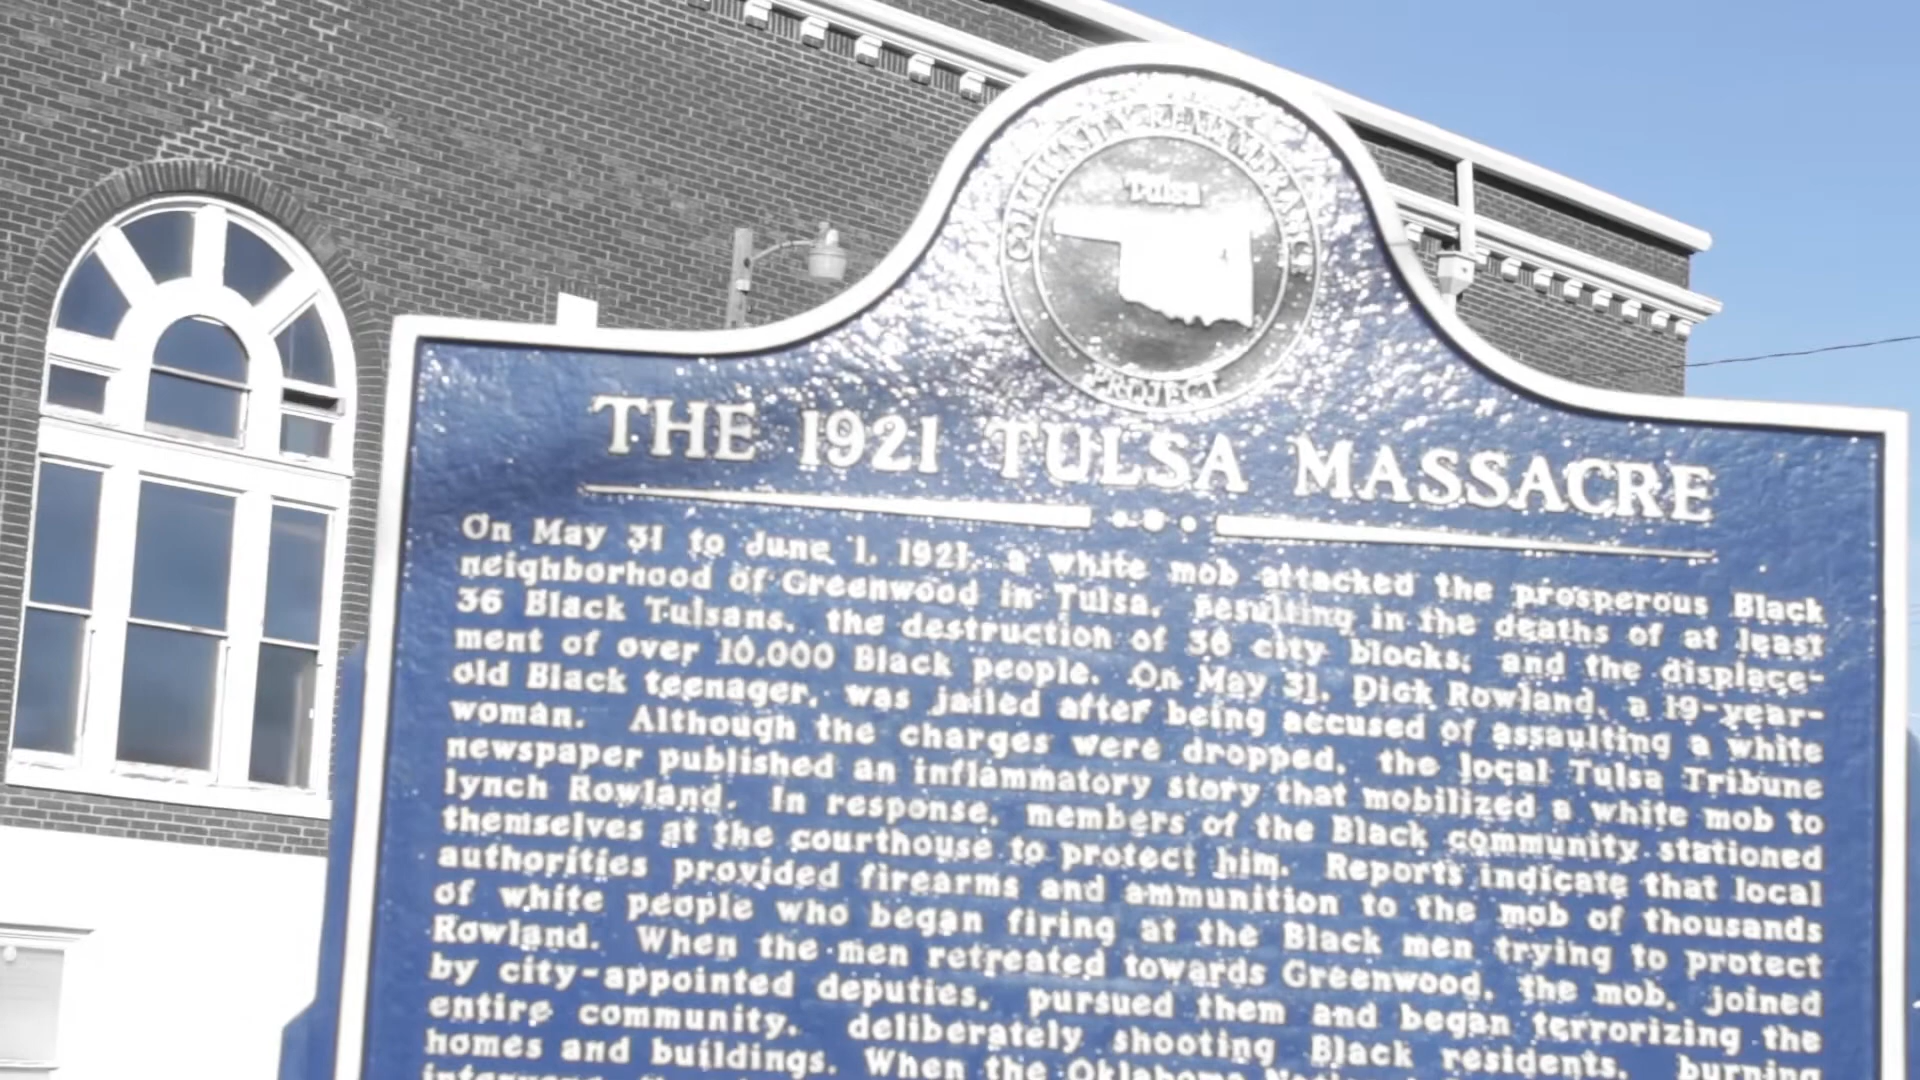 COMMUNITY REMEMBRANCE
Tulsa
PROJECT
THE 1921 TULSA MASSACRE
On May 31 to June 1, 1921, a white mob attacked the prosperous Black
neighborhood of Greenwood in Tulsa, resulting in the deaths of at least
36 Black Tulsans, the destruction of 36 city blocks, and the displace-
ment of over 10,000 Black people. On May 31, Dick Rowland, a 19-year-
old Black teenager, was jailed after being accused of assaulting a white
woman. Although the charges were dropped, the local Tulsa Tribune
newspaper published an inflammatory story that mobilized a white mob to
lynch Rowland. In response, members of the Black community stationed
themselves at the courthouse to protect him. Reports indicate that local
authorities provided firearms and ammunition to the mob of thousands
of white people who began firing at the Black men trying to protect
Rowland. When the men retreated towards Greenwood, the mob, joined
by city-appointed deputies, pursued them and began terrorizing the
entire community, deliberately shooting Black residents, burning
homes and buildings. When the Oklahoma